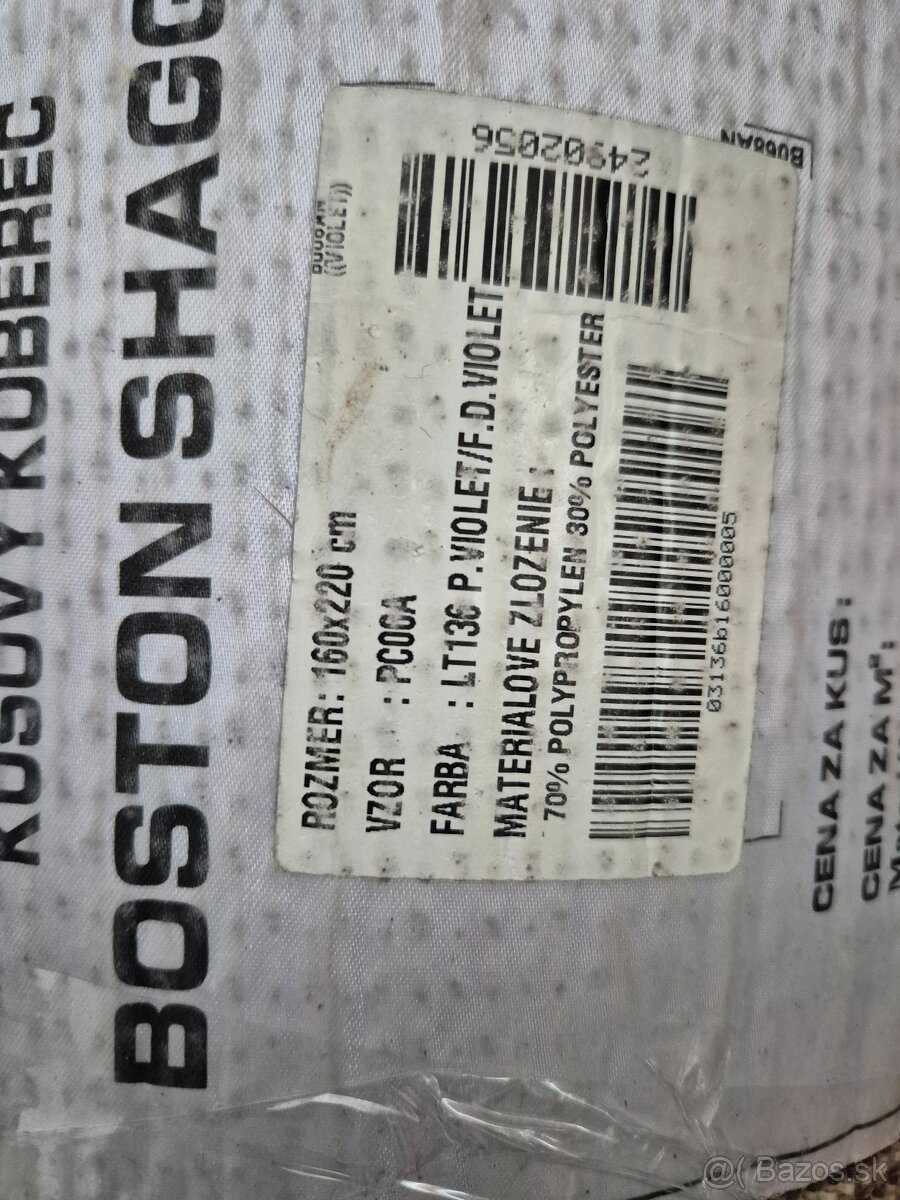 KUSOVY KOBEREC
BOSTON SHAGG
((VIOLET))
ROZMER: 160x220 cm
VZOR : PC00A
FARBA : LT136 P.VIOLET/F.D.VIOLET
MATERIALOVE ZLOZENIE :
70% POLYPROPYLEN 30% POLYESTER
24902056
03136b16000005
CENA ZA KUS:
CENA ZA M²:
@( Bazos.sk